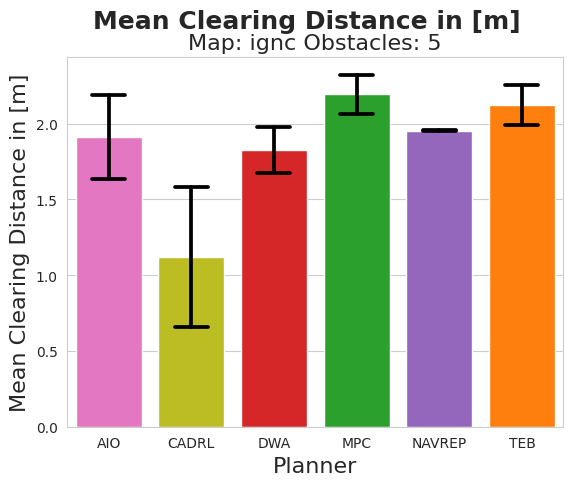 Mean Clearing Distance in [m]
Map: ignc Obstacles: 5
Mean Clearing Distance in [m]
2.0
1.5
1.0
0.5
0.0
AIO CADRL DWA MPC NAVREP TEB
Planner